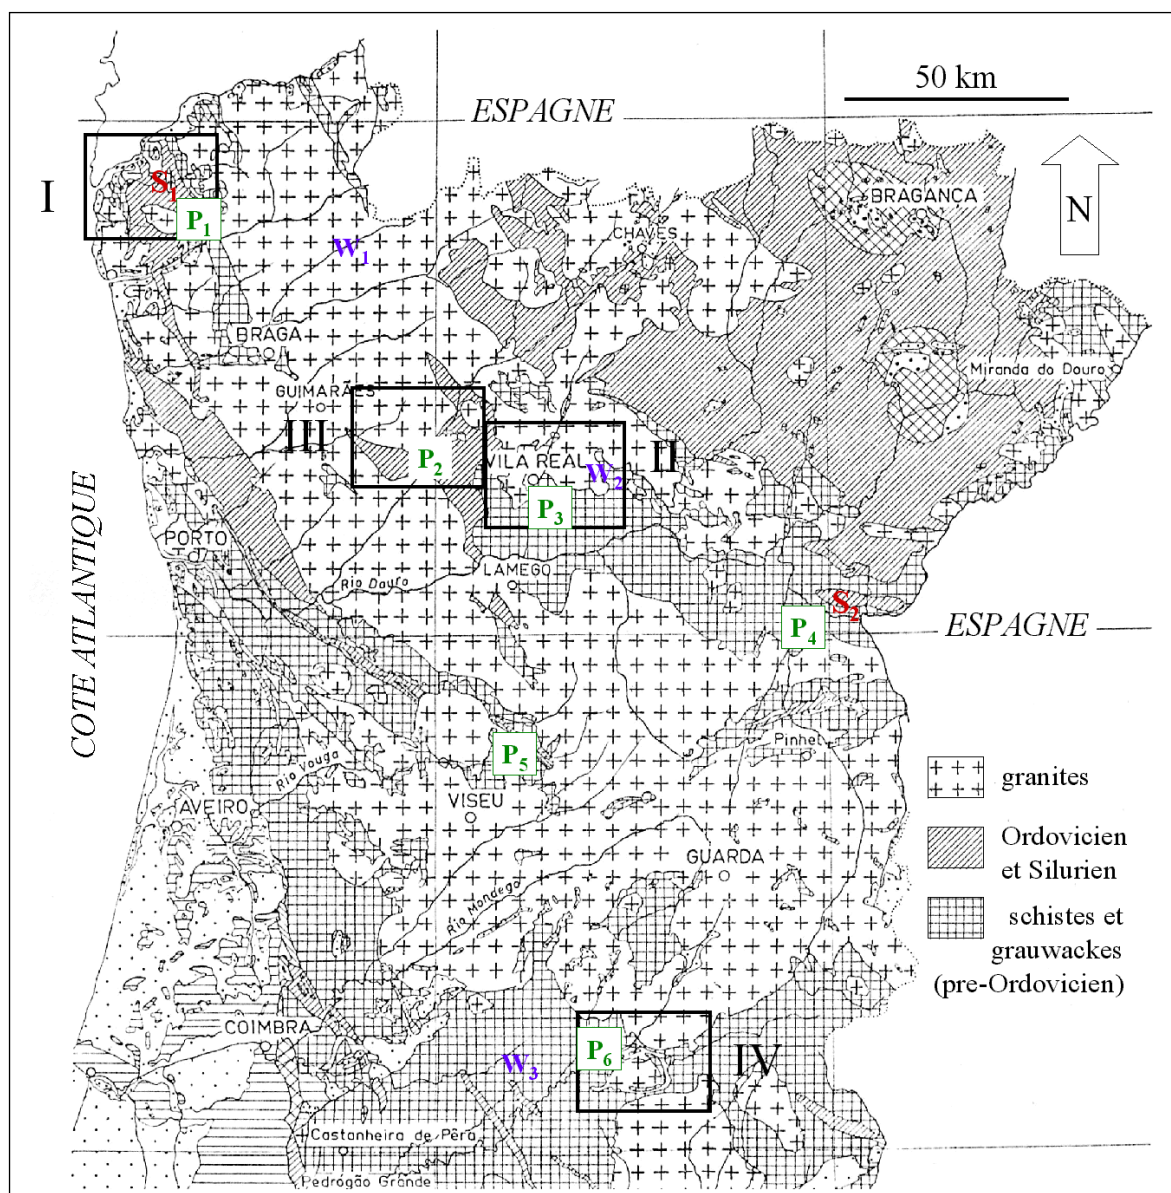 50 km
ESPAGNE
N
I
S1
P1
W1
BRAGANÇA
CHAVES
BRAGA
Miranda do Douro
GUIMARÃES
III
P2
VILA REAL
W2
II
P3
COTE ATLANTIQUE
PORTO
Rio Douro
LAMEGO
S2
P4
ESPAGNE
P5
Pinhel
Rio Vouga
AVEIRO
VISEU
granites
Ordovicien
et Silurien
GUARDA
Rio Mondego
schistes et
grauwackes
(pre-Ordovicien)
COIMBRA
W3
P6
IV
Castanheira de Pêra
Pedrógão Grande